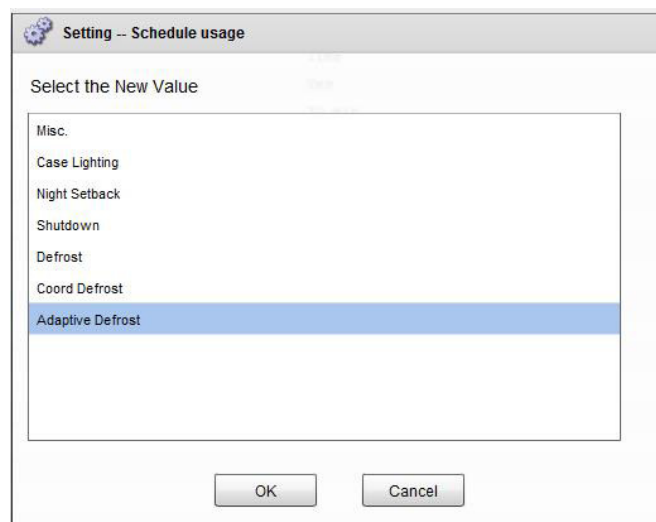 Setting -- Schedule usage
Select the New Value
Misc.
Case Lighting
Night Setback
Shutdown
Defrost
Coord Defrost
Adaptive Defrost
OK
Cancel